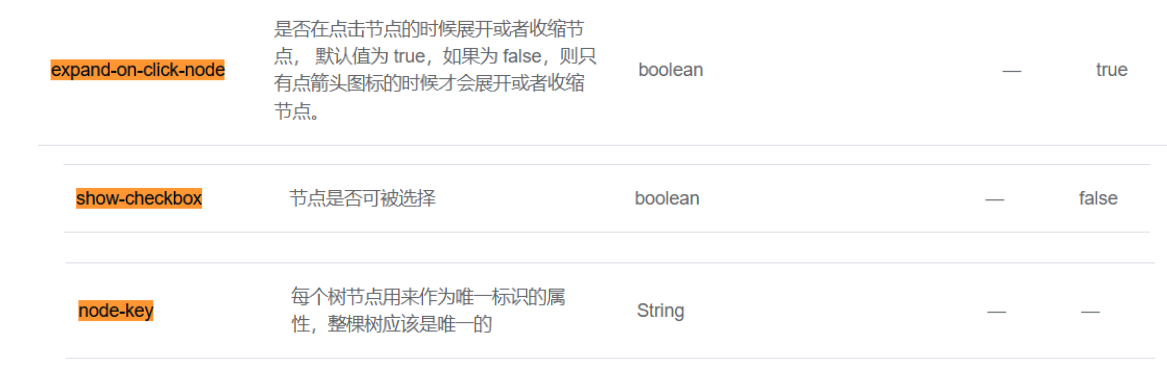 是否在点击节点的时候展开或者收缩节
expand-on-click-node 点， 默认值为 true，如果为 false，则只 boolean — true
有点箭头图标的时候才会展开或者收缩
节点。
show-checkbox 节点是否可被选择 boolean — false
每个树节点用来作为唯一标识的属
node-key 性，整棵树应该是唯一的 String — —